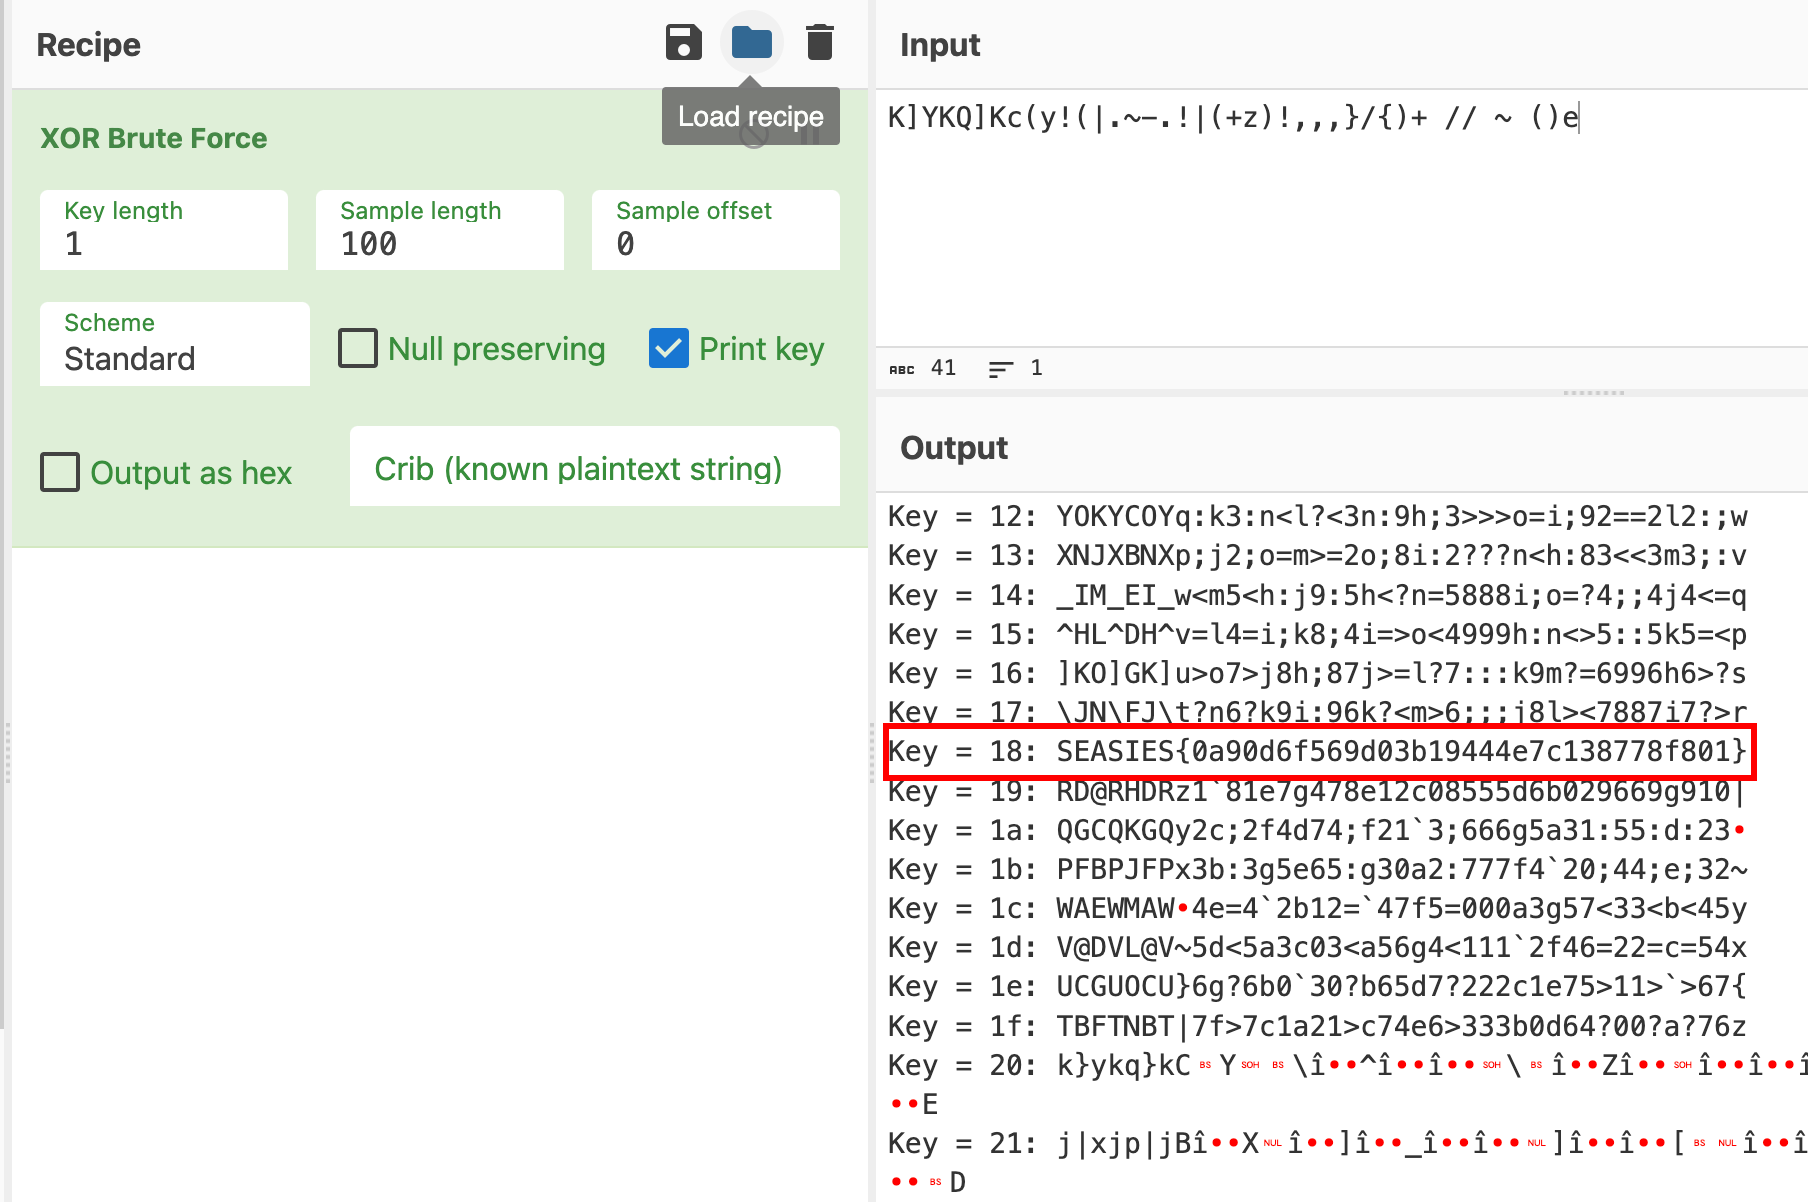 Recipe
Load recipe
XOR Brute Force
Key length
1
Sample length
100
Sample offset
0
Scheme
Standard
Null preserving
Print key
Output as hex
Crib (known plaintext string)
Input
K]YKQ]Kc(y!(|.~-.!|(+z)!,,,}/{)+ // ~ ()e
ABC 41 1
Output
Key = 12: YOKYCOYq:k3:n<l?<3n:9h;3>>>o=i;92==2l2:;w
Key = 13: XNJXBNXp;j2;o=m>=2o;8i:2???n<h:83<<3m3;:v
Key = 14: _IM_EI_w<m5<h:j9:5h<?n=5888i;o=?4;;4j4<=q
Key = 15: ^HL^DH^v=l4=i;k8;4i=>o<4999h:n<>5::5k5=<p
Key = 16: ]KO]GK]u>o7>j8h;87j>=l?7:::k9m?=6996h6>?s
Key = 17: \JN\FJ\t?n6?k9i:96k?<m>6;;;j8l><7887i7?>r
Key = 18: SEASIES{0a90d6f569d03b19444e7c138778f801}
Key = 19: RD@RHDRz1`81e7g478e12c08555d6b029669g910|
Key = 1a: QGCQKGQy2c;2f4d74;f21`3;666g5a31:55:d:23•
Key = 1b: PFBPJFPx3b:3g5e65:g30a2:777f4`20;44;e;32~
Key = 1c: WAEWMAW•4e=4`2b12=`47f5=000a3g57<33<b<45y
Key = 1d: V@DVL@V~5d<5a3c03<a56g4<111`2f46=22=c=54x
Key = 1e: UCGUOCU}6g?6b0`30?b65d7?222c1e75>11>`>67{
Key = 1f: TBFTNBT|7f>7c1a21>c74e6>333b0d64?00?a?76z
Key = 20: k}ykq}kC BS Y SOH BS \î••^î••î•• SOH \ BS î••Zî•• SOH î••î••î
••E
Key = 21: j|xjp|jBî••X NUL î••]î••_î••î•• NUL ]î••î••[ BS NUL î••î
•• BS D